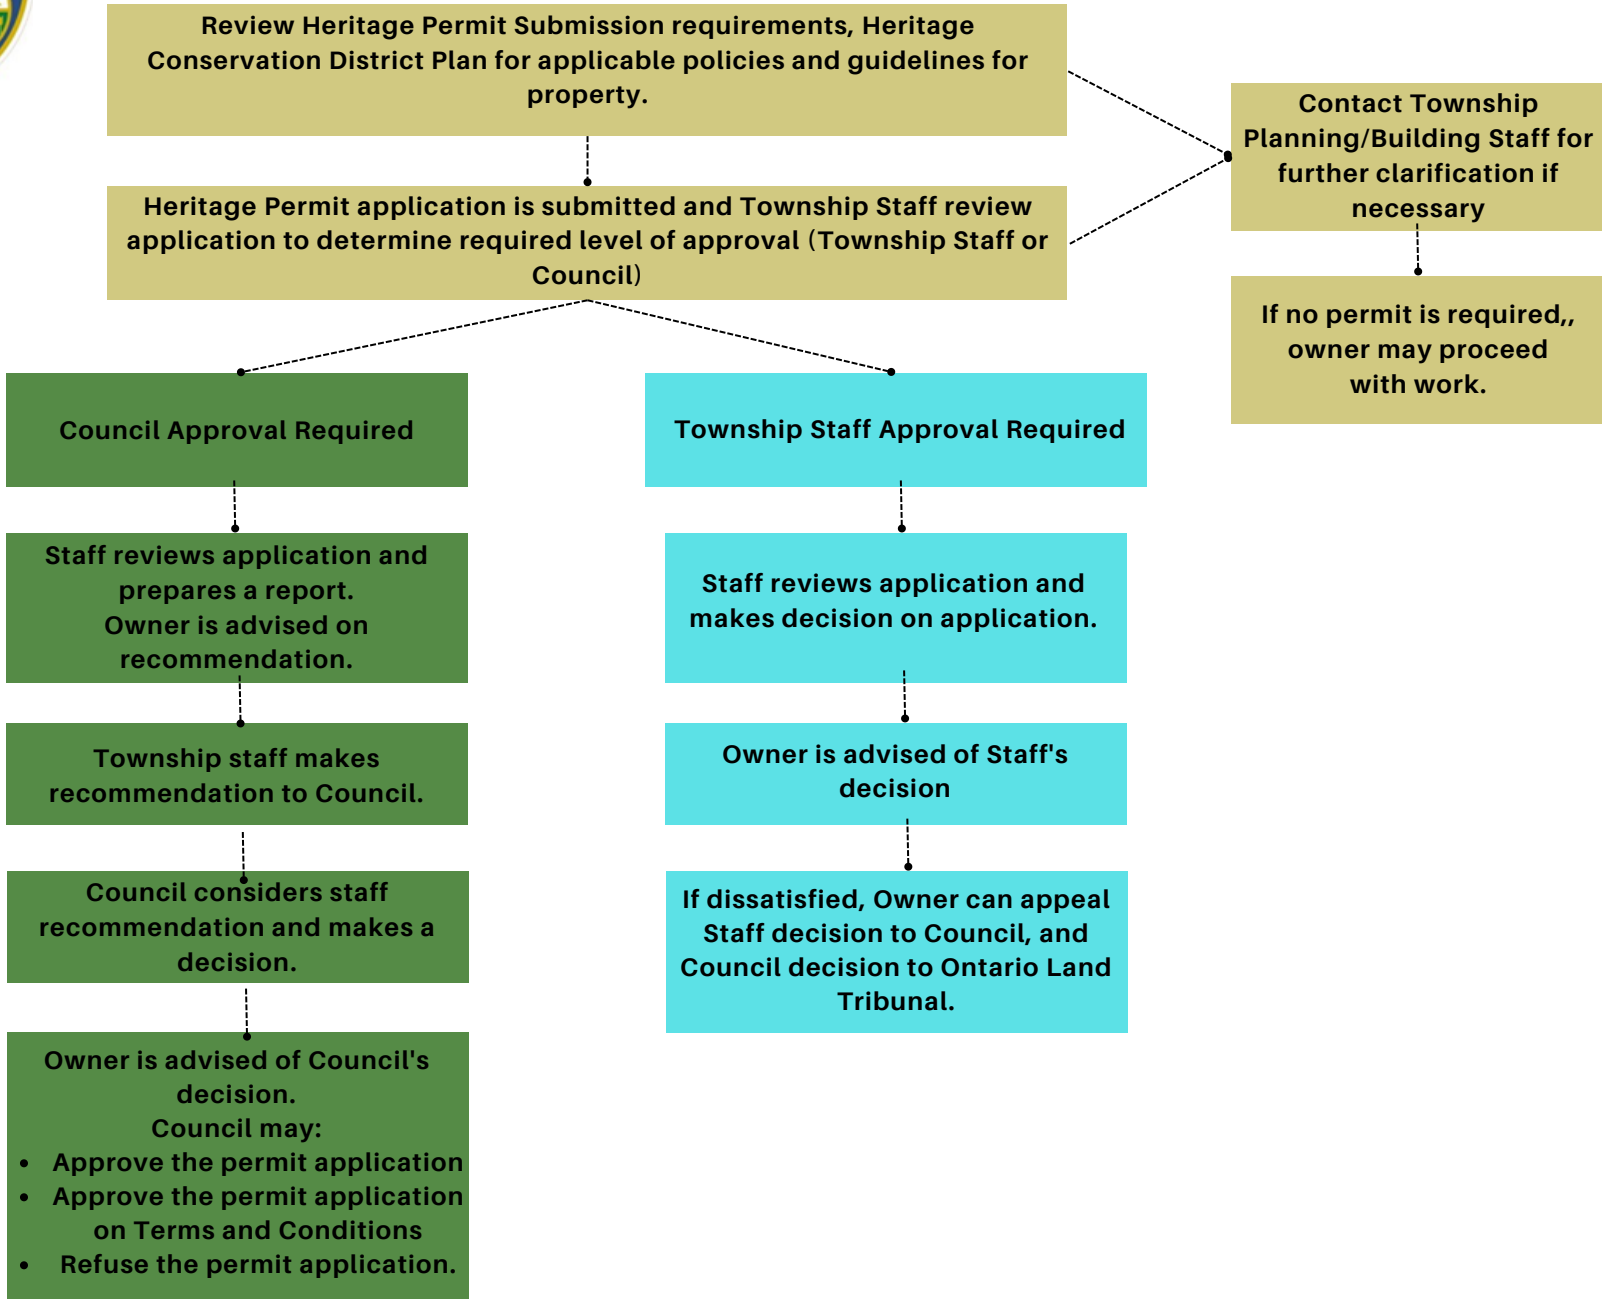 Review Heritage Permit Submission requirements, Heritage
Conservation District Plan for applicable policies and guidelines for
property.
Contact Township
Planning/Building Staff for
further clarification if
necessary
Heritage Permit application is submitted and Township Staff review
application to determine required level of approval (Township Staff or
Council)
If no permit is required,,
owner may proceed
with work.
Council Approval Required
Staff reviews application and
prepares a report.
Owner is advised on
recommendation.
Township staff makes
recommendation to Council.
Council considers staff
recommendation and makes a
decision.
Owner is advised of Council's
decision.
Council may:
• Approve the permit application
• Approve the permit application
on Terms and Conditions
• Refuse the permit application.
Township Staff Approval Required
Staff reviews application and
makes decision on application.
Owner is advised of Staff's
decision
If dissatisfied, Owner can appeal
Staff decision to Council, and
Council decision to Ontario Land
Tribunal.